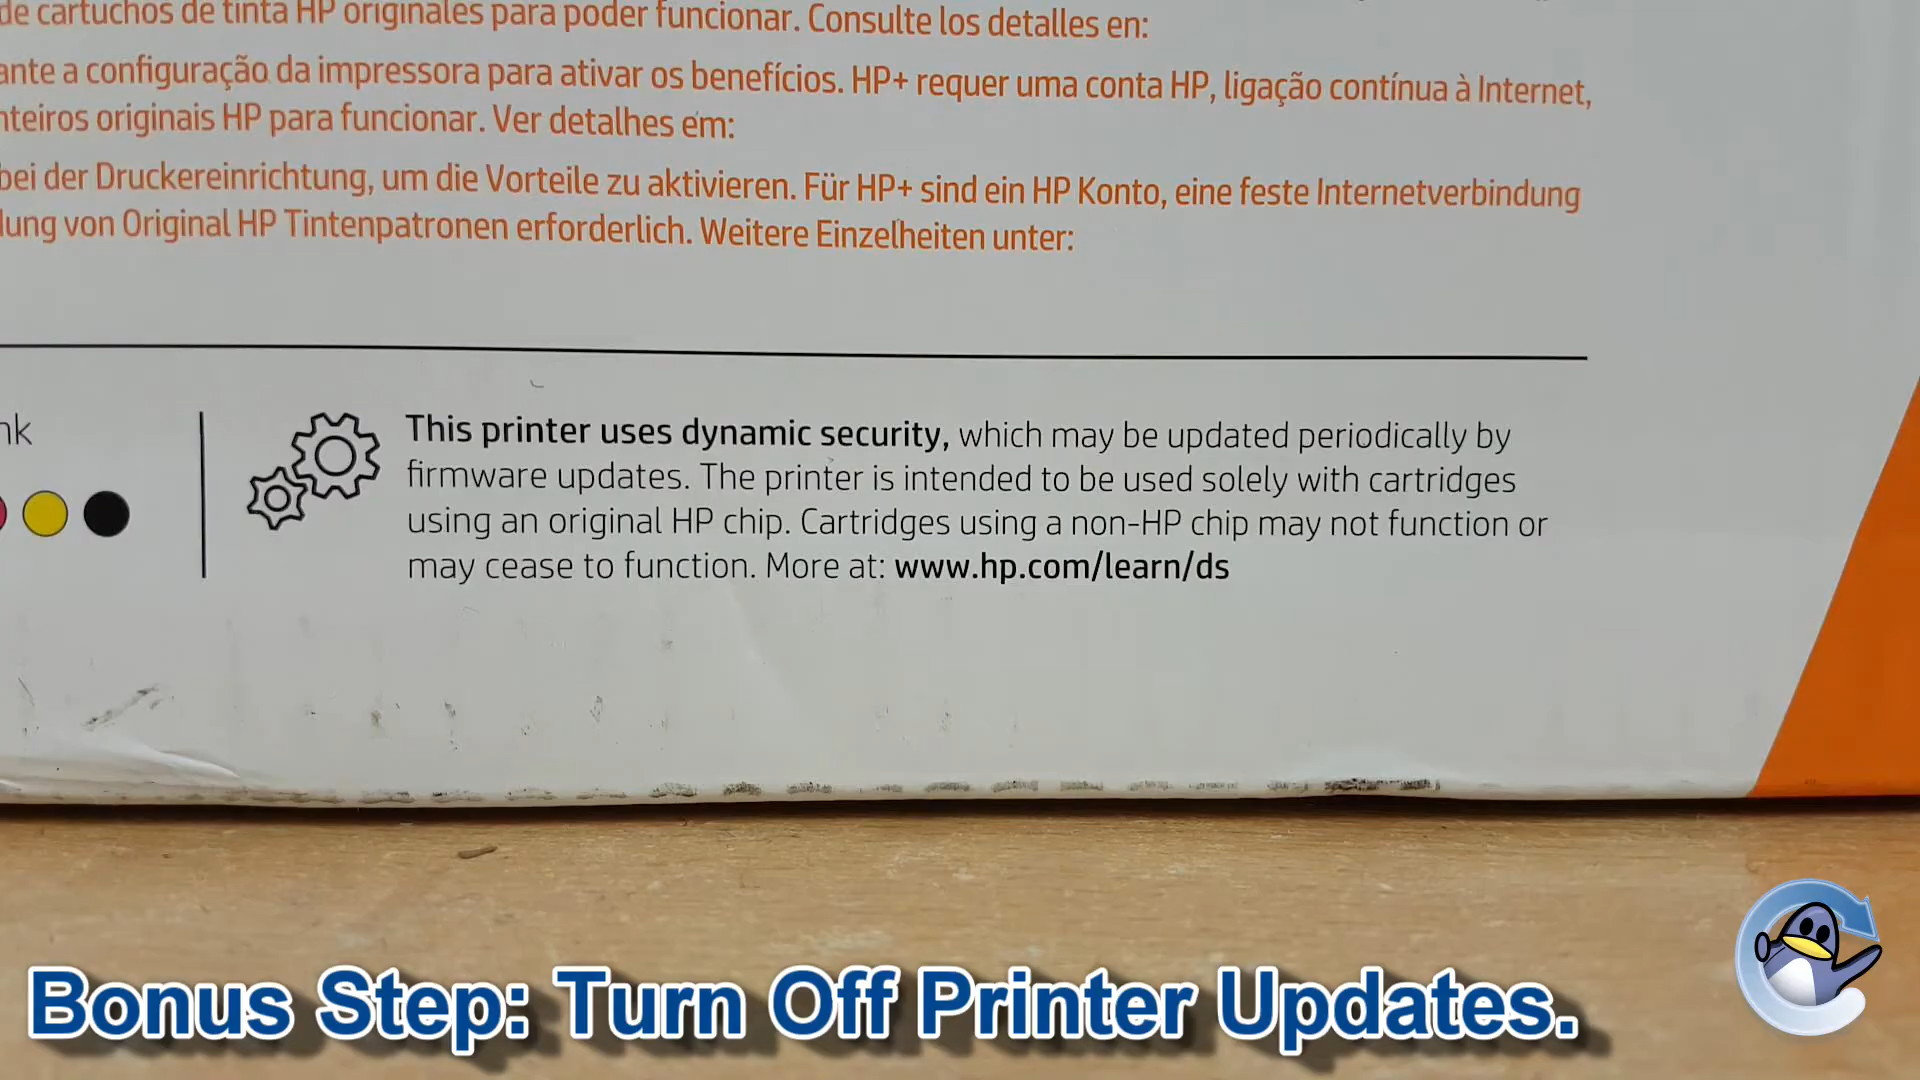 de cartuchos de tinta HP originales para poder funcionar. Consulte los detalles en:
ante a configuração da impressora para ativar os benefícios. HP+ requer uma conta HP, ligação contínua à Internet,
nteiros originais HP para funcionar. Ver detalhes em:
bei der Druckereinrichtung, um die Vorteile zu aktivieren. Für HP+ sind ein HP Konto, eine feste Internetverbindung
dung von Original HP Tintenpatronen erforderlich. Weitere Einzelheiten unter:
nk
This printer uses dynamic security, which may be updated periodically by
firmware updates. The printer is intended to be used solely with cartridges
using an original HP chip. Cartridges using a non-HP chip may not function or
may cease to function. More at: www.hp.com/learn/ds
Bonus Step: Turn Off Printer Updates.